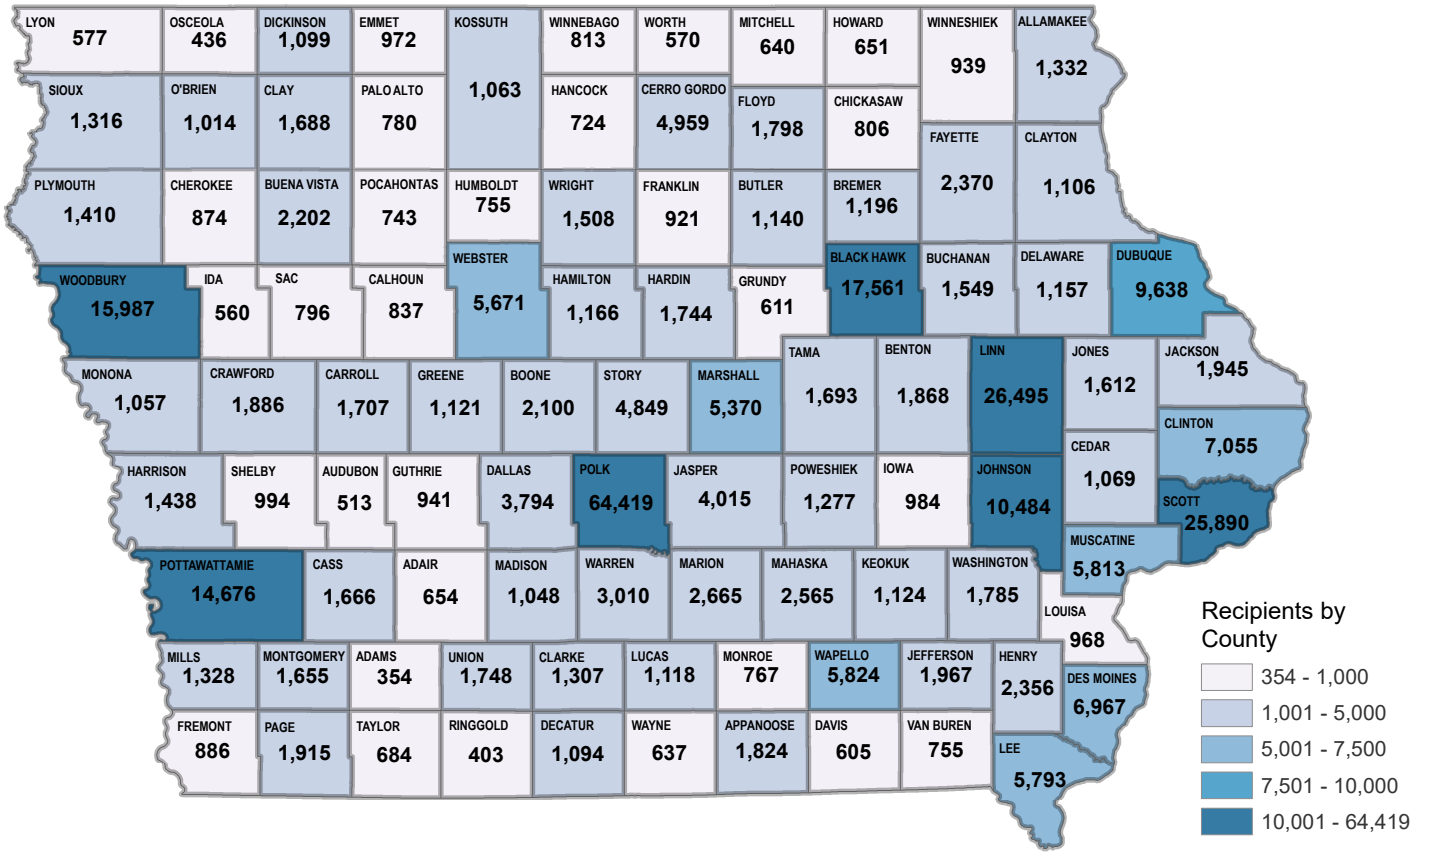 LYON
577
OSCEOLA
436
DICKINSON
1,099
EMMET
972
KOSSUTH
1,063
WINNEBAGO
813
WORTH
570
MITCHELL
640
HOWARD
651
WINNESHIEK
939
ALLAMAKEE
1,332
SIOUX
1,316
O'BRIEN
1,014
CLAY
1,688
PALO ALTO
780
HANCOCK
724
CERRO GORDO
4,959
FLOYD
1,798
CHICKASAW
806
FAYETTE
2,370
CLAYTON
1,106
PLYMOUTH
1,410
CHEROKEE
874
BUENA VISTA
2,202
POCAHONTAS
743
HUMBOLDT
755
WRIGHT
1,508
FRANKLIN
921
BUTLER
1,140
BREMER
1,196
WOODBURY
15,987
IDA
560
SAC
796
CALHOUN
837
WEBSTER
5,671
HAMILTON
1,166
HARDIN
1,744
GRUNDY
611
BLACK HAWK
17,561
BUCHANAN
1,549
DELAWARE
1,157
DUBUQUE
9,638
MONONA
1,057
CRAWFORD
1,886
CARROLL
1,707
GREENE
1,121
BOONE
2,100
STORY
4,849
MARSHALL
5,370
TAMA
1,693
BENTON
1,868
LINN
26,495
JONES
1,612
JACKSON
1,945
CLINTON
7,055
CEDAR
1,069
HARRISON
1,438
SHELBY
994
AUDUBON
513
GUTHRIE
941
DALLAS
3,794
POLK
64,419
JASPER
4,015
POWESHIEK
1,277
IOWA
984
JOHNSON
10,484
SCOTT
25,890
MUSCATINE
5,813
POTTAWATTAMIE
14,676
CASS
1,666
ADAIR
654
MADISON
1,048
WARREN
3,010
MARION
2,665
MAHASKA
2,565
KEOKUK
1,124
WASHINGTON
1,785
LOUISA
968
MILLS
1,328
MONTGOMERY
1,655
ADAMS
354
UNION
1,748
CLARKE
1,307
LUCAS
1,118
MONROE
767
WAPELLO
5,824
JEFFERSON
1,967
HENRY
2,356
DES MOINES
6,967
FREMONT
886
PAGE
1,915
TAYLOR
684
RINGGOLD
403
DECATUR
1,094
WAYNE
637
APPANOOSE
1,824
DAVIS
605
VAN BUREN
755
LEE
5,793
Recipients by
County
354 - 1,000
1,001 - 5,000
5,001 - 7,500
7,501 - 10,000
10,001 - 64,419